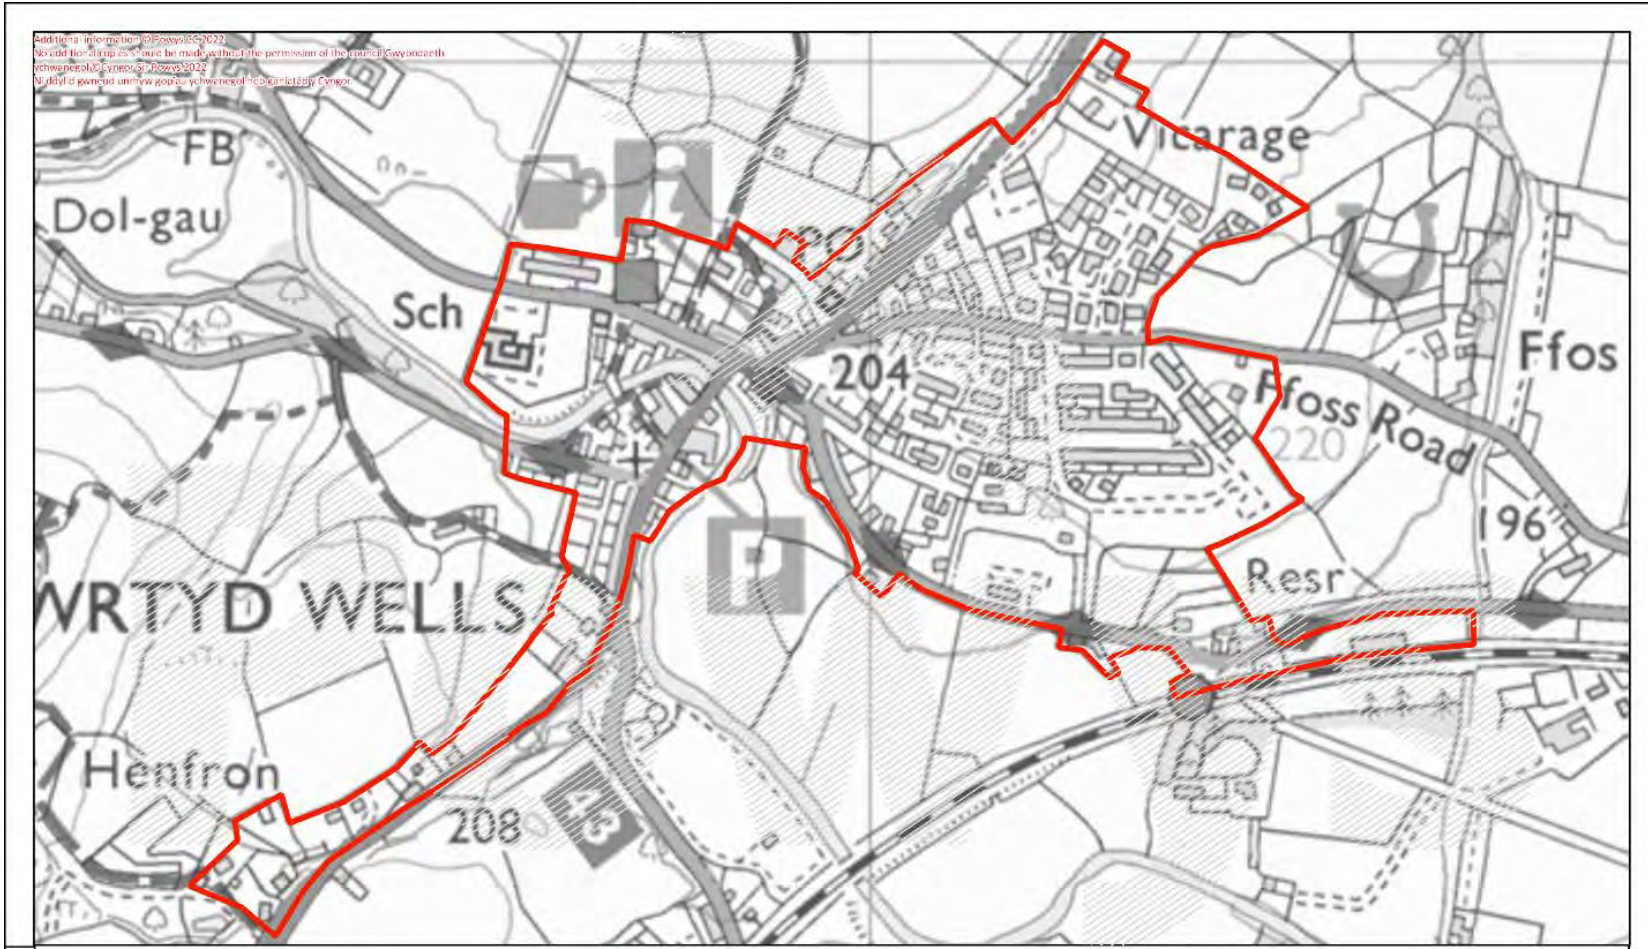 Additional information © Powys CC 2022
No additional copies should be made without the permission of the council Gwybodaeth
ychwanegol © Cyngor Sir Powys 2022
Ni ddylid gwneud unrhyw gopïau ychwanegol heb ganiatâd y Cyngor
FB
Vicarage
Dol-gau
Sch
Ffos
204
Ffoss Road
220
196
Resr
WRTYD WELLS
P
Henfron
208
43